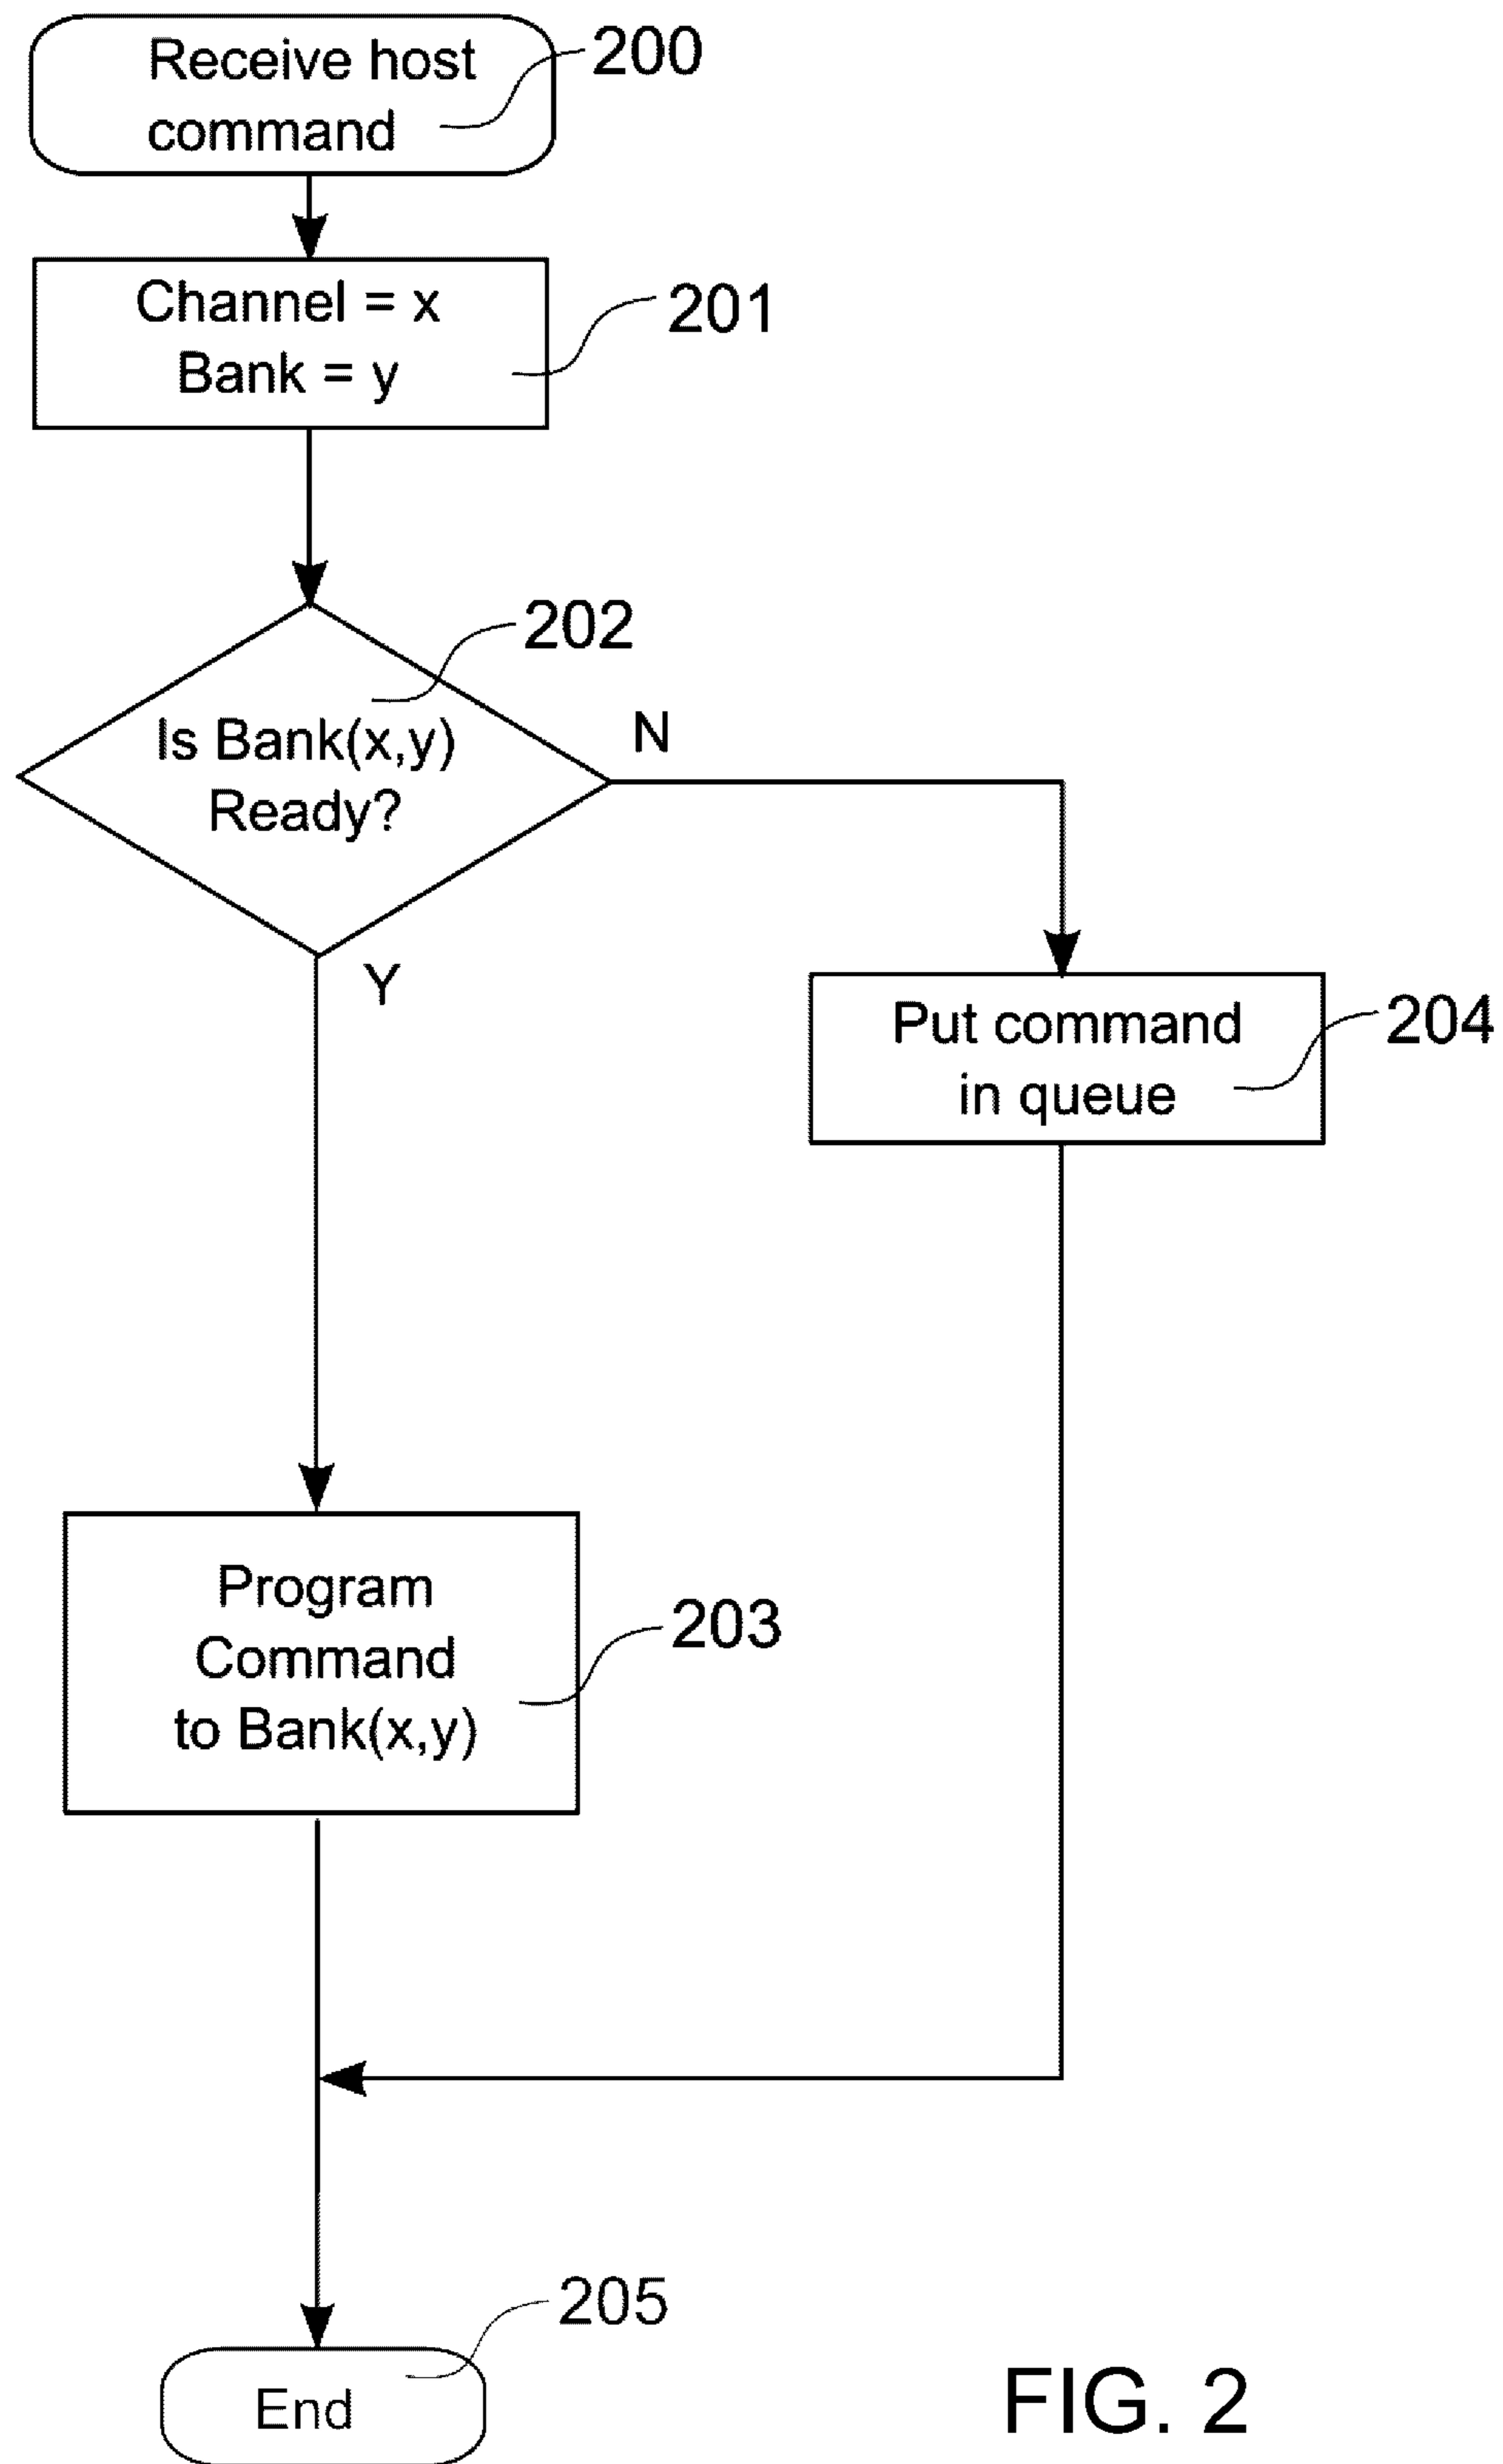 Receive host
command
200
Channel = x
Bank = y
201
202
Is Bank(x,y)
Ready?
N
Y
Put command
in queue
204
Program
Command
to Bank(x,y)
203
205
End
FIG. 2